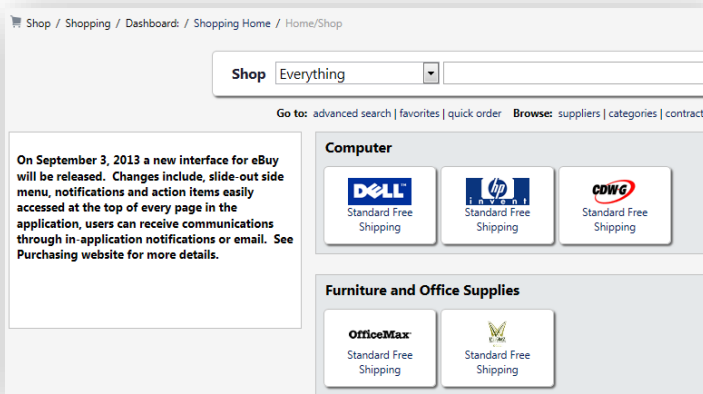 Shop / Shopping / Dashboard: / Shopping Home / Home/Shop
Shop Everything
Go to: advanced search | favorites | quick order Browse: suppliers | categories | contract
On September 3, 2013 a new interface for eBuy
will be released. Changes include, slide-out side
menu, notifications and action items easily
accessed at the top of every page in the
application, users can receive communications
through in-application notifications or email. See
Purchasing website for more details.
Computer
DELL
Standard Free
Shipping
hp
invent
Standard Free
Shipping
CDW·G
Standard Free
Shipping
Furniture and Office Supplies
OfficeMax
Standard Free
Shipping
Standard Free
Shipping